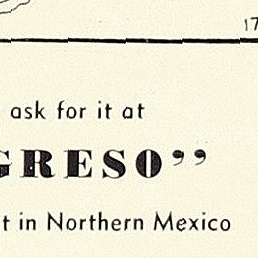 17
ask for it at
GRESO”
t in Northern Mexico